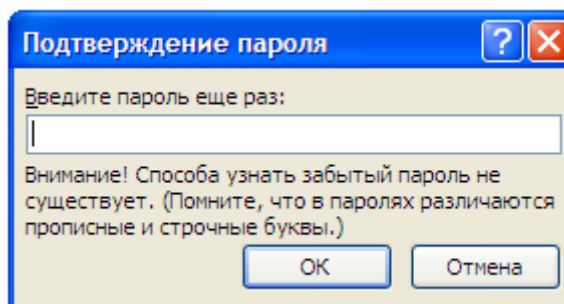 Подтверждение пароля
Введите пароль еще раз:
Внимание! Способа узнать забытый пароль не
существует. (Помните, что в паролях различаются
прописные и строчные буквы.)
ОК Отмена